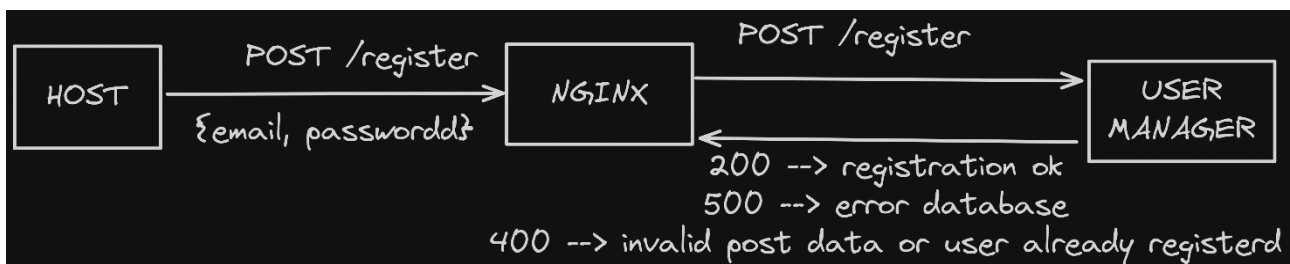 POST /register
POST /register
HOST
NGINX
USER
MANAGER
{email, passwordd}
200 --> registration ok
500 --> error database
400 --> invalid post data or user already registerd